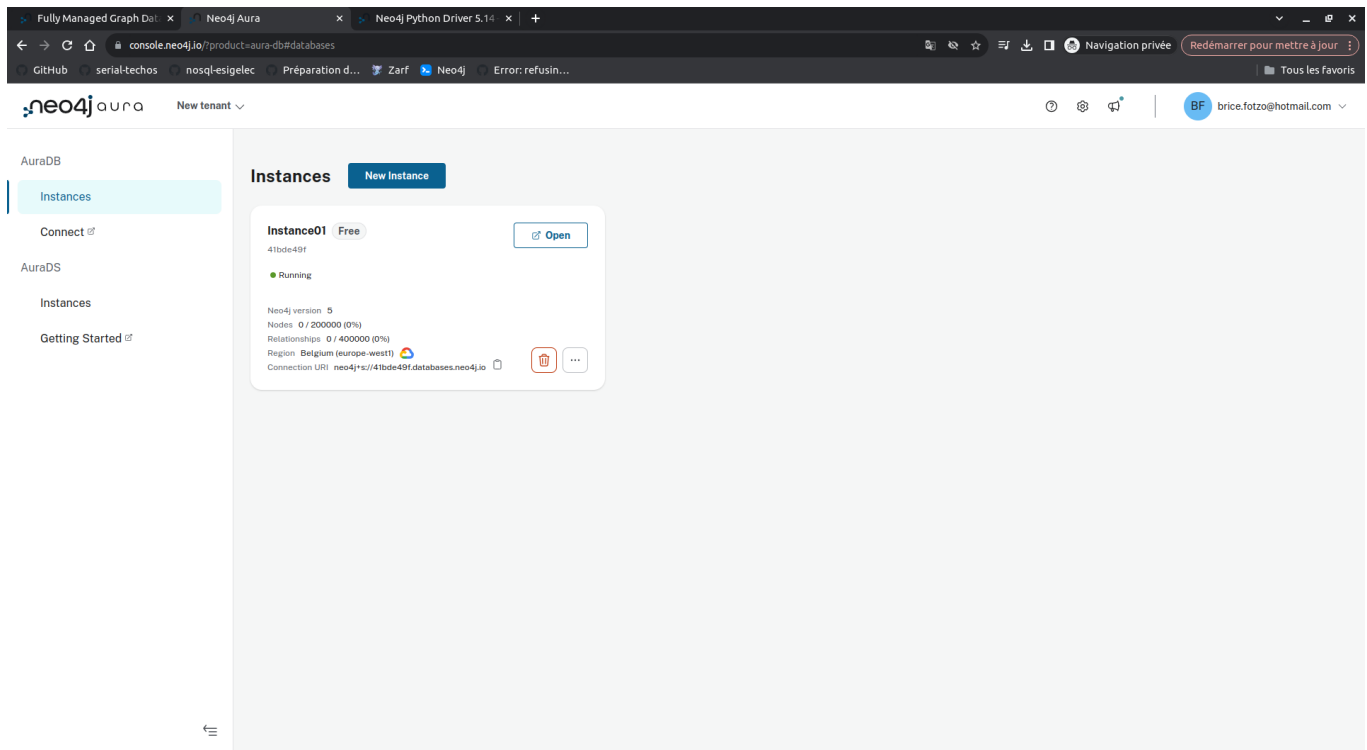 Fully Managed Graph Dat
Neo4j Aura
Neo4j Python Driver 5.14
console.neo4j.io/?product=aura-db#databases
Navigation privée
Redémarrer pour mettre à jour
GitHub
serial-techos
nosql-esigelec
Préparation d...
Zarf
Neo4j
Error: refusin...
Tous les favoris
neo4j aura
New tenant
BF
brice.fotzo@hotmail.com
AuraDB
Instances
Connect
AuraDS
Instances
Getting Started
Instances
New Instance
Instance01 Free
Open
41bde49f
Running
Neo4j version 5
Nodes 0 / 200000 (0%)
Relationships 0 / 400000 (0%)
Region Belgium (europe-west1)
Connection URI neo4j+s://41bde49f.databases.neo4j.io